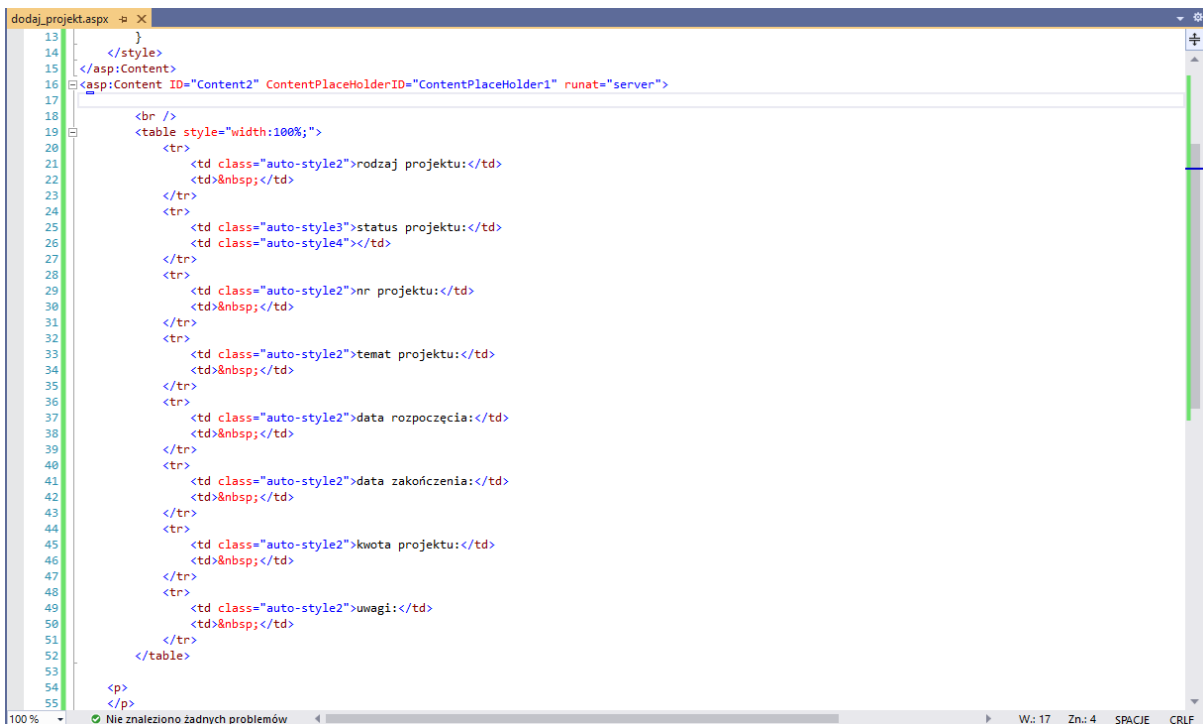 dodaj_projekt.aspx
13 }
14 </style>
15 </asp:Content>
16 <asp:Content ID="Content2" ContentPlaceHolderID="ContentPlaceHolder1" runat="server">
17
18 <br />
19 <table style="width:100%;">
20 <tr>
21 <td class="auto-style2">rodzaj projektu:</td>
22 <td>&nbsp;</td>
23 </tr>
24 <tr>
25 <td class="auto-style3">status projektu:</td>
26 <td class="auto-style4"></td>
27 </tr>
28 <tr>
29 <td class="auto-style2">nr projektu:</td>
30 <td>&nbsp;</td>
31 </tr>
32 <tr>
33 <td class="auto-style2">temat projektu:</td>
34 <td>&nbsp;</td>
35 </tr>
36 <tr>
37 <td class="auto-style2">data rozpoczęcia:</td>
38 <td>&nbsp;</td>
39 </tr>
40 <tr>
41 <td class="auto-style2">data zakończenia:</td>
42 <td>&nbsp;</td>
43 </tr>
44 <tr>
45 <td class="auto-style2">kwota projektu:</td>
46 <td>&nbsp;</td>
47 </tr>
48 <tr>
49 <td class="auto-style2">uwagi:</td>
50 <td>&nbsp;</td>
51 </tr>
52 </table>
53
54 <p>
55 </p>
100 % Nie znaleziono żadnych problemów W.: 17 Zn.: 4 SPACJE CRLF